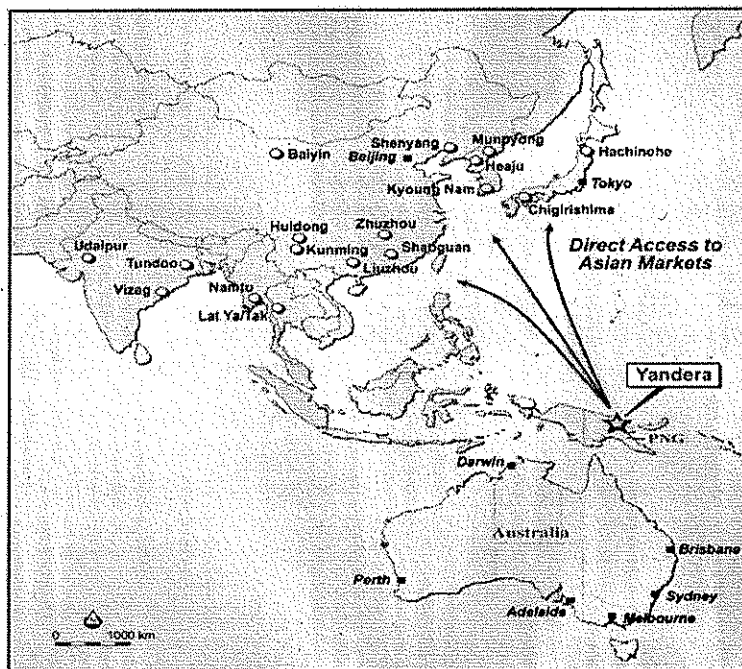 Shenyang
Munpyong
Baiyin
Beijing
Heaju
Hachinohe
Kyoung Nam
Tokyo
Chigirishima
Huidong
Zhuzhou
Udaipur
Kunming
Shaoguan
Direct Access to
Asian Markets
Tundoo
Liuzhou
Vizag
Namtu
Lat Ya/Tak
Yandera
PNG
Darwin
Australia
Brisbane
Perth
Sydney
Adelaide
Melbourne
0 1000 km